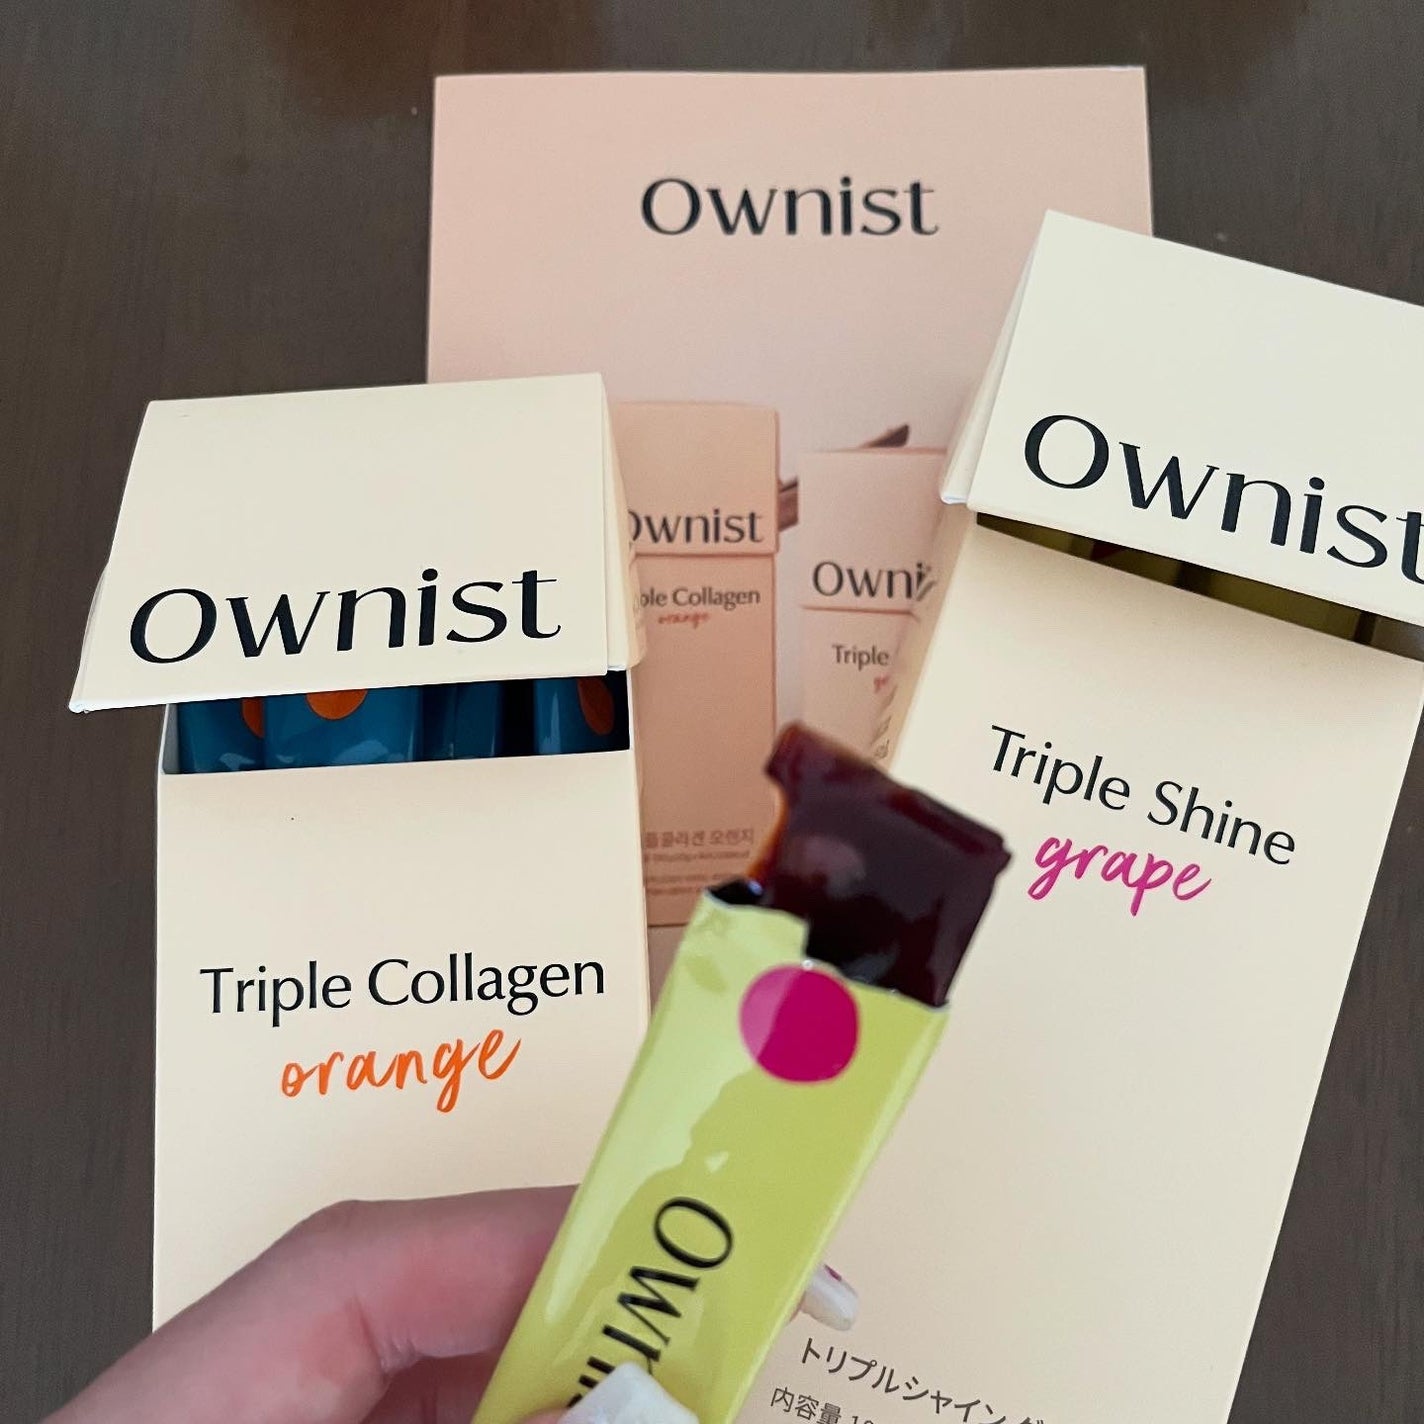 Ownist
Ownist
Triple Collagen
orange
Ownist
Collagen
orange
Triple
Ownist
Triple Shine
grape
トリプルシャイン
内容量